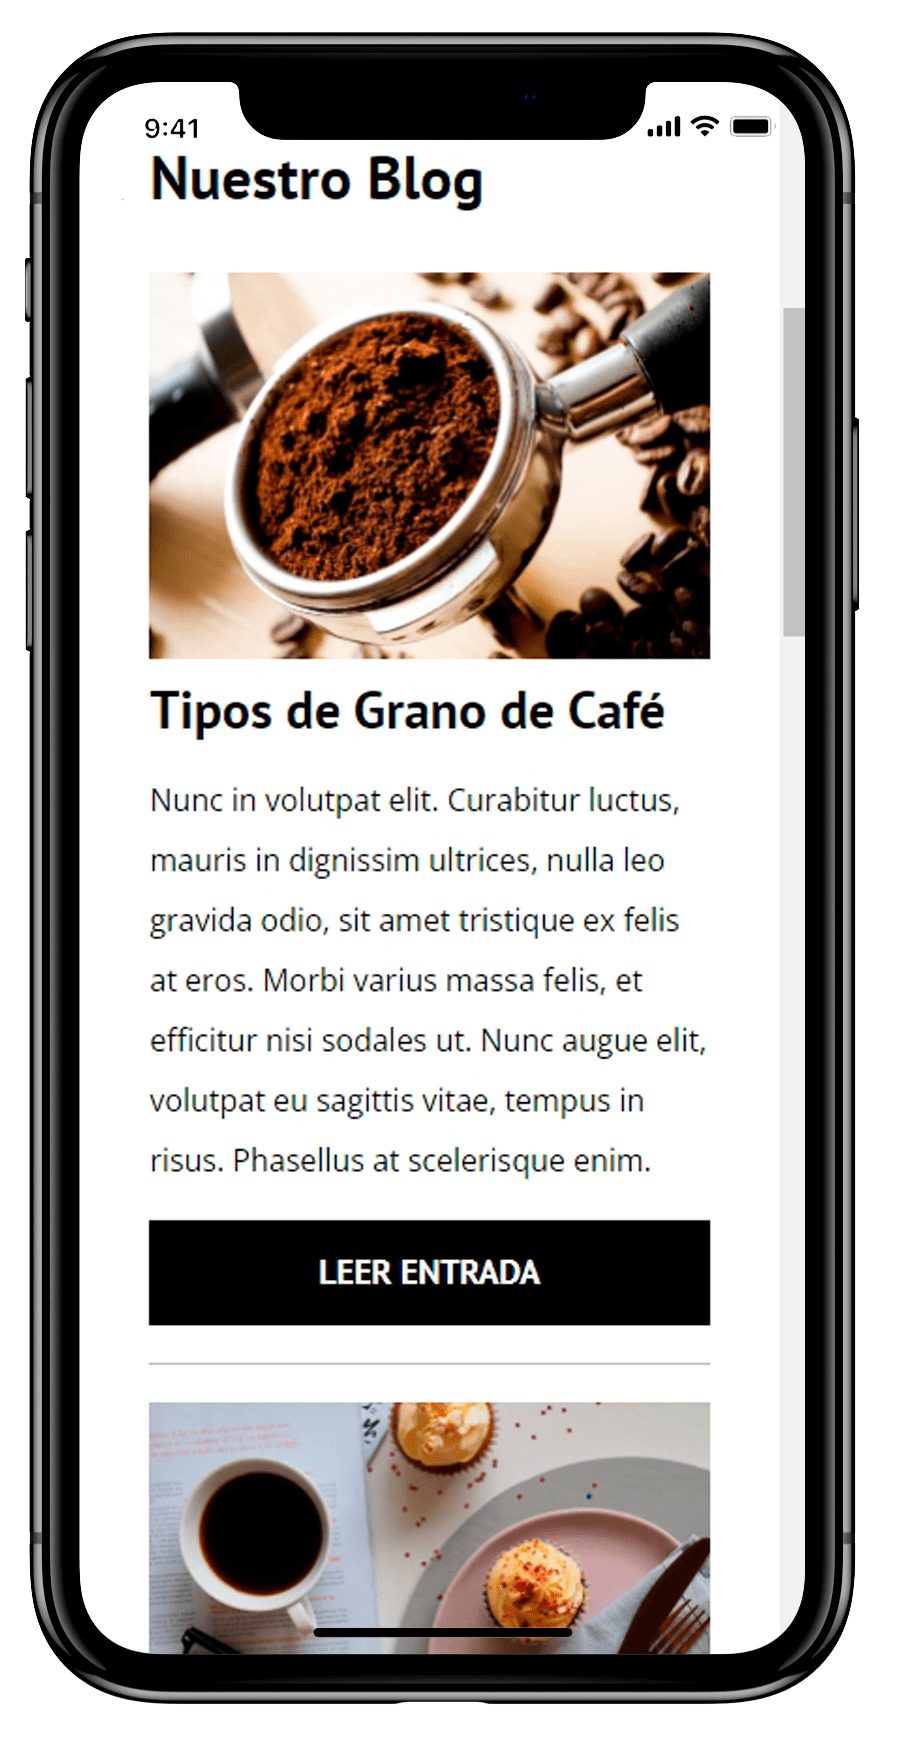 9:41
Nuestro Blog
Tipos de Grano de Café
Nunc in volutpat elit. Curabitur luctus,
mauris in dignissim ultrices, nulla leo
gravida odio, sit amet tristique ex felis
at eros. Morbi varius massa felis, et
efficitur nisi sodales ut. Nunc augue elit,
volutpat eu sagittis vitae, tempus in
risus. Phasellus at scelerisque enim.
LEER ENTRADA